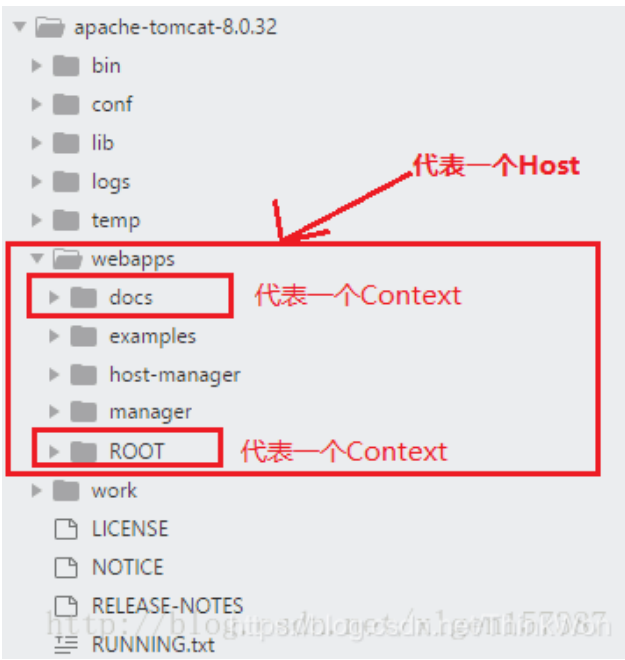 apache-tomcat-8.0.32
bin
conf
lib
代表一个Host
logs
temp
webapps
docs 代表一个Context
examples
host-manager
manager
ROOT 代表一个Context
work
LICENSE
NOTICE
RELEASE-NOTES
RUNNING.txt